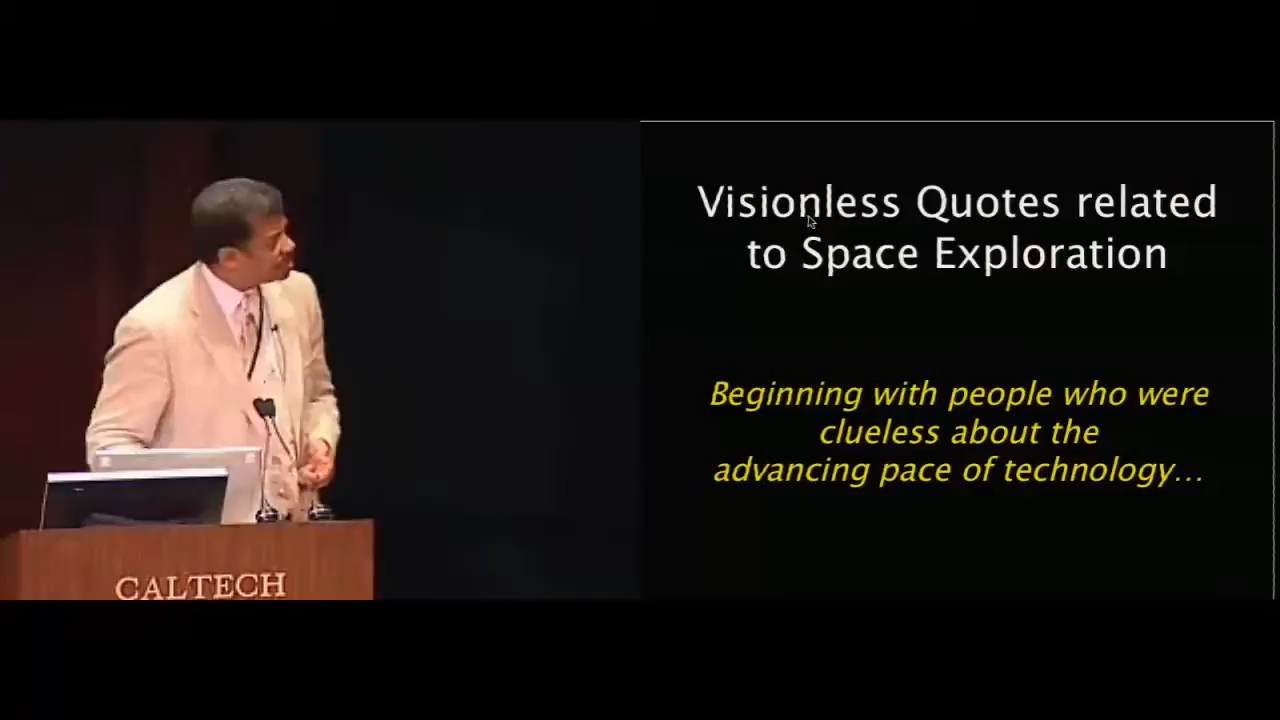 Visionless Quotes related
to Space Exploration
Beginning with people who were
clueless about the
advancing pace of technology...
CALTECH